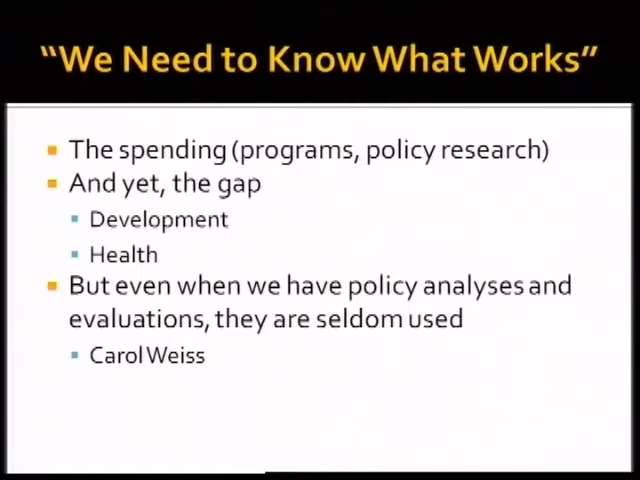 “We Need to Know What Works”
The spending (programs, policy research)
And yet, the gap
Development
Health
But even when we have policy analyses and
evaluations, they are seldom used
Carol Weiss